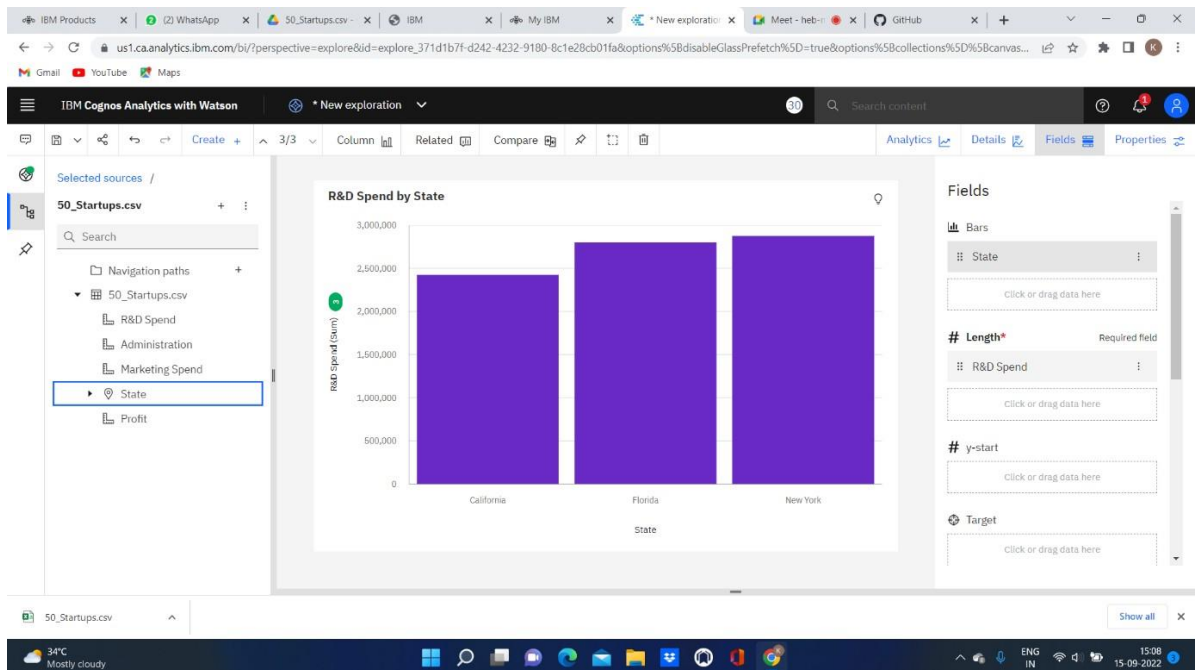 IBM Products
(2) WhatsApp
50_Startups.csv -
IBM
My IBM
* New exploration
Meet - heb-n
GitHub
us1.ca.analytics.ibm.com/bi/?perspective=explore&id=explore_371d1b7f-d242-4232-9180-8c1e28cb01fa&options%5BdisableGlassPrefetch%5D=true&options%5Bcollections%5D%5Bcanvas...
K
Gmail YouTube Maps
IBM Cognos Analytics with Watson
* New exploration
30
Search content
1
Create +
3/3
Column
Related
Compare
Analytics
Details
Fields
Properties
Selected sources /
50_Startups.csv
Search
Navigation paths
50_Startups.csv
R&D Spend
Administration
Marketing Spend
State
Profit
R&D Spend by State
3,000,000
2,500,000
2,000,000
1,500,000
1,000,000
500,000
0
R&D Spend (Sum)
California
Florida
New York
State
Fields
Bars
State
Click or drag data here
Length* Required field
R&D Spend
Click or drag data here
# y-start
Click or drag data here
Target
Click or drag data here
50_Startups.csv
Show all
34°C
Mostly cloudy
ENG
IN
15:08
15-09-2022